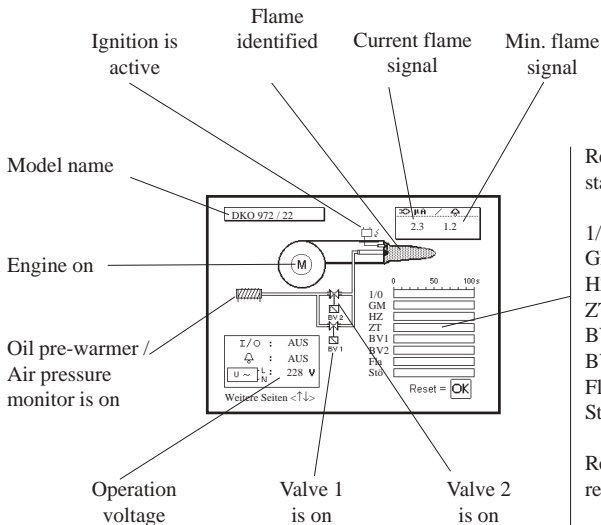 Flame
identified
Ignition is
active
Current flame
signal
Min. flame
signal
Model name
DKO 972 / 22
µA /
2.3 1.2
M
Engine on
0 50 100 s
1/0
GM
HZ
ZT
BV1
BV2
Fla
Stö
BV 2
BV 1
Oil pre-warmer /
Air pressure
monitor is on
I/O : AUS
: AUS
U ~ L N : 228 V
Reset = OK
Weitere Seiten <↑↓>
Operation
voltage
Valve 1
is on
Valve 2
is on